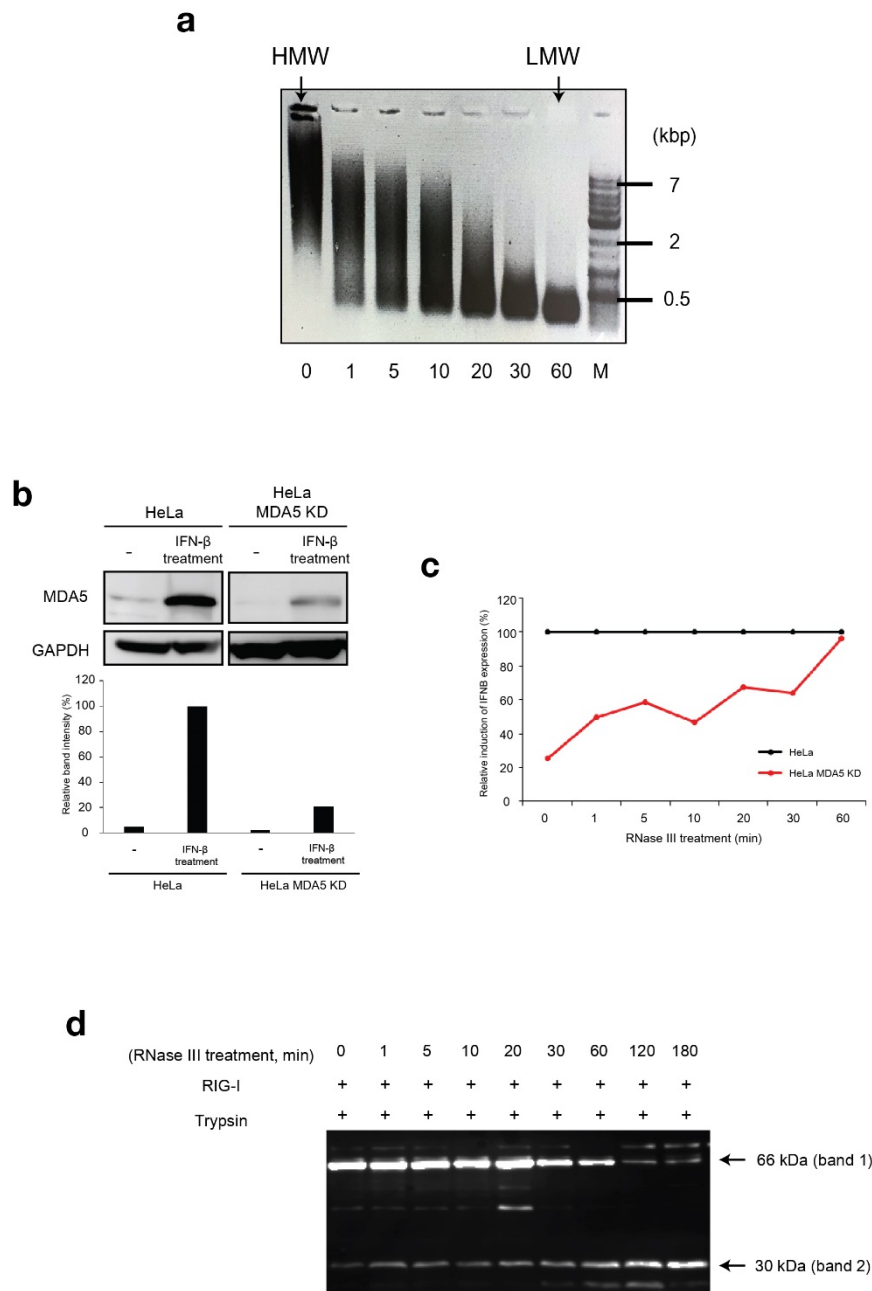 a
HMW LMW
(kbp)
7
2
0.5
0 1 5 10 20 30 60 M
b
HeLa HeLa MDA5 KD
- IFN-β treatment - IFN-β treatment
MDA5
GAPDH
Relative band intensity (%)
120
100
80
60
40
20
0
- IFN-β treatment - IFN-β treatment
HeLa HeLa MDA5 KD
c
Relative induction of IFNB expression (%)
120
100
80
60
40
20
0
HeLa
HeLa MDA5 KD
0 1 5 10 20 30 60
RNase III treatment (min)
d
(RNase III treatment, min) 0 1 5 10 20 30 60 120 180
RIG-I + + + + + + + + +
Trypsin + + + + + + + + +
66 kDa (band 1)
30 kDa (band 2)